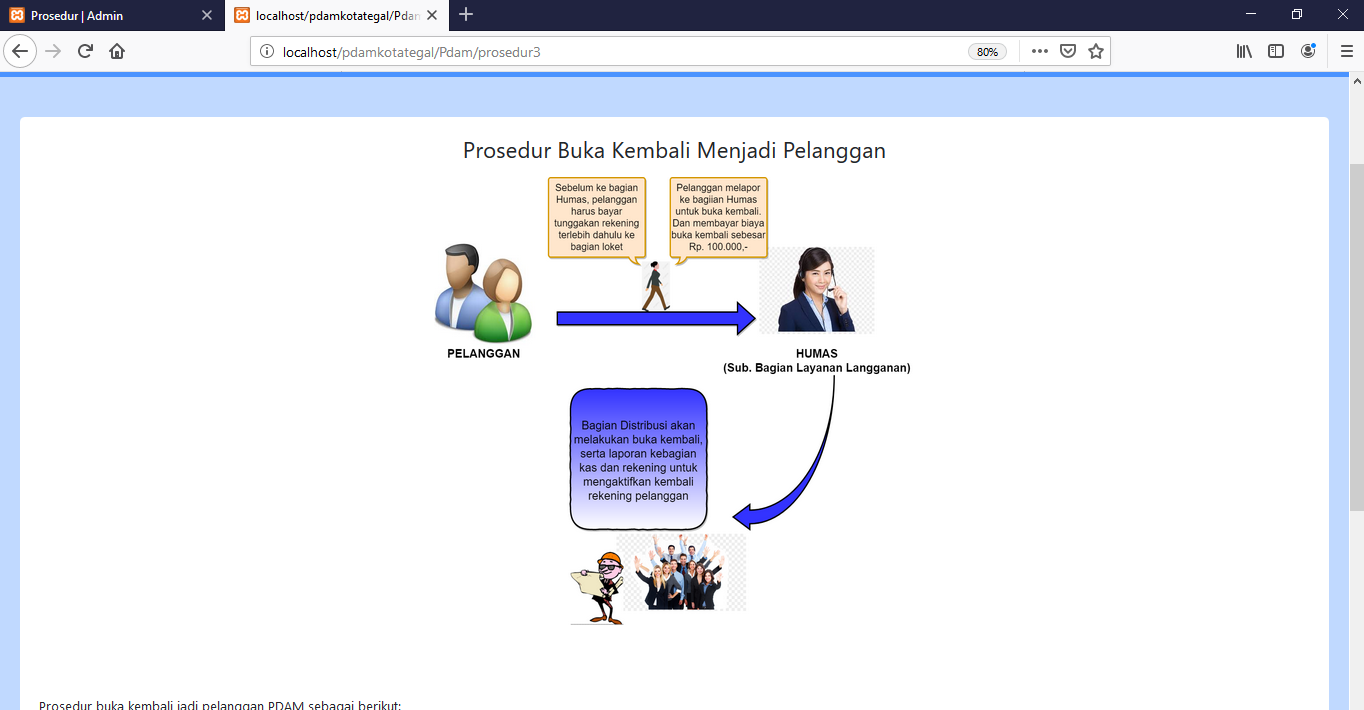 Prosedur | Admin
localhost/pdamkotategal/Pdam
localhost/pdamkotategal/Pdam/prosedur3
80%
Prosedur Buka Kembali Menjadi Pelanggan
Sebelum ke bagian
Humas, pelanggan
harus bayar
tunggakan rekening
terlebih dahulu ke
bagian loket
Pelanggan melapor
ke bagiian Humas
untuk buka kembali.
Dan membayar biaya
buka kembali sebesar
Rp. 100.000,-
PELANGGAN
HUMAS
(Sub. Bagian Layanan Langganan)
Bagian Distribusi akan
melakukan buka kembali,
serta laporan kebagian
kas dan rekening untuk
mengaktifkan kembali
rekening pelanggan
Prosedur buka kembali jadi pelanggan PDAM sebagai berikut: